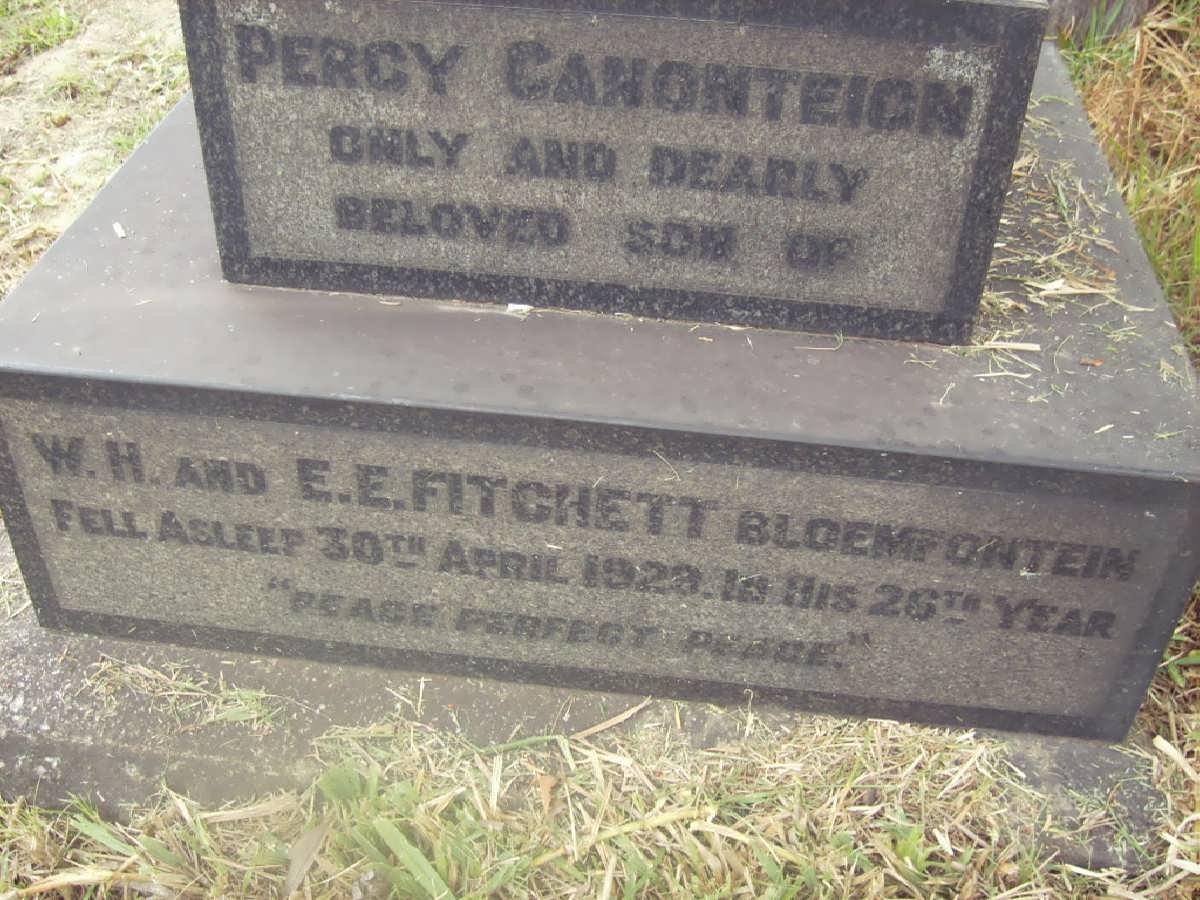 PERCY CANONTEIGN
ONLY AND DEARLY
BELOVED SON OF
W. H. AND E. E. FITCHETT BLOEMFONTEIN
FELL ASLEEP 30TH APRIL 1923. IN HIS 26TH YEAR
"PEACE PERFECT PEACE."